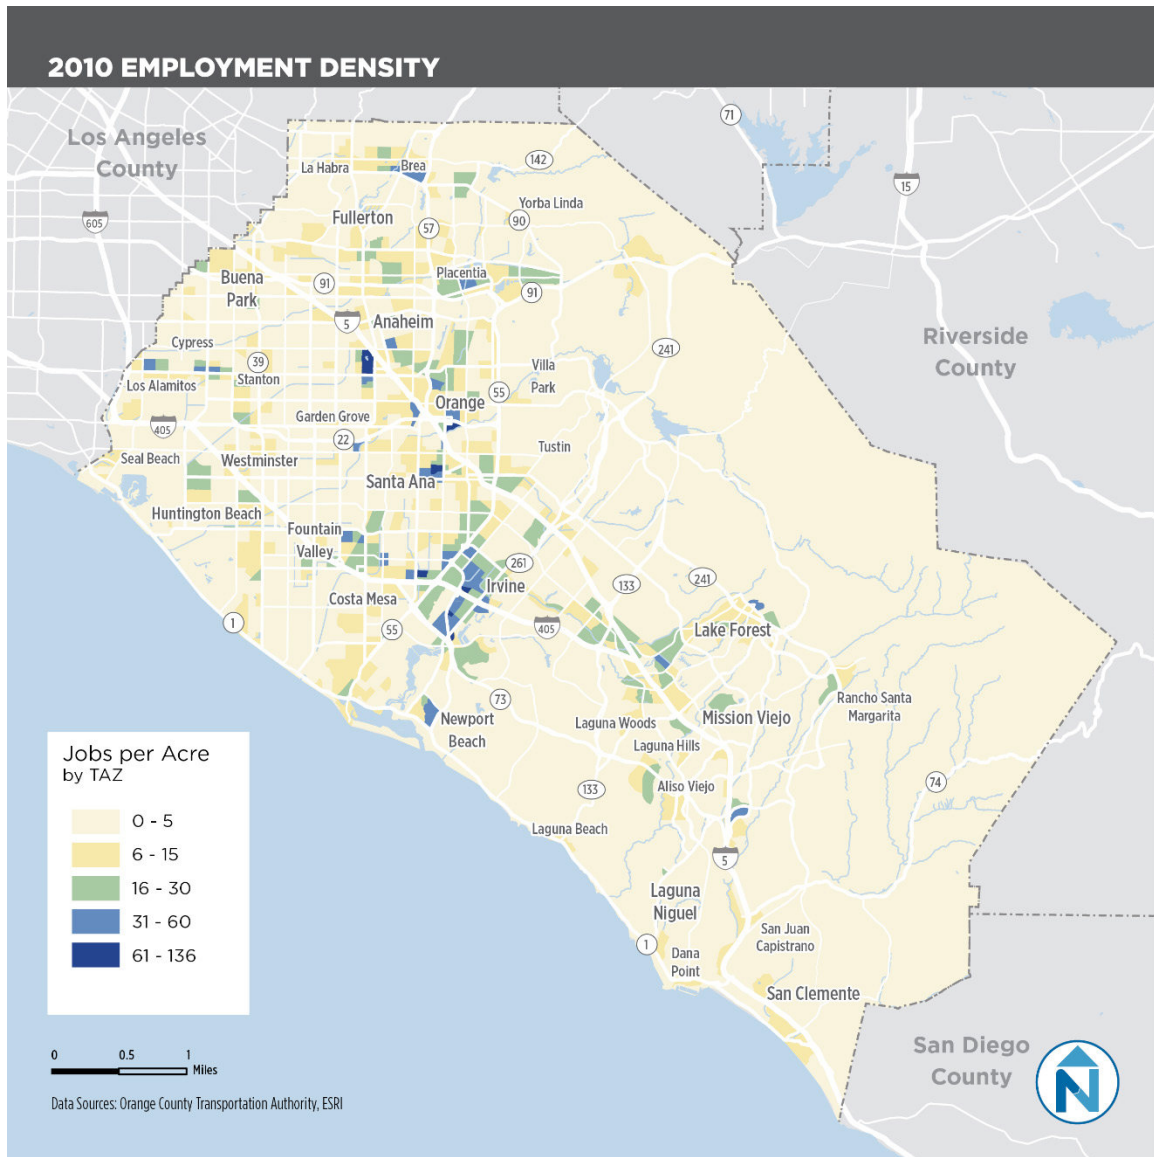 2010 EMPLOYMENT DENSITY
Los Angeles
County
71
15
605
La Habra
Brea
142
Yorba Linda
90
Fullerton
57
Buena
Park
91
Placentia
91
5
Anaheim
Cypress
39
Stanton
Los Alamitos
Villa
Park
241
Riverside
County
55
Orange
Garden Grove
405
22
Tustin
Seal Beach
Westminster
Santa Ana
Huntington Beach
Fountain
Valley
261
Irvine
133
241
Costa Mesa
55
405
1
Lake Forest
73
Newport
Beach
Laguna Woods
Mission Viejo
Rancho Santa
Margarita
Laguna Hills
Aliso Viejo
133
74
Laguna Beach
5
Laguna
Niguel
San Juan
Capistrano
1
Dana
Point
San Clemente
San Diego
County
N
Jobs per Acre
by TAZ
0 - 5
6 - 15
16 - 30
31 - 60
61 - 136
0 0.5 1
Miles
Data Sources: Orange County Transportation Authority, ESRI